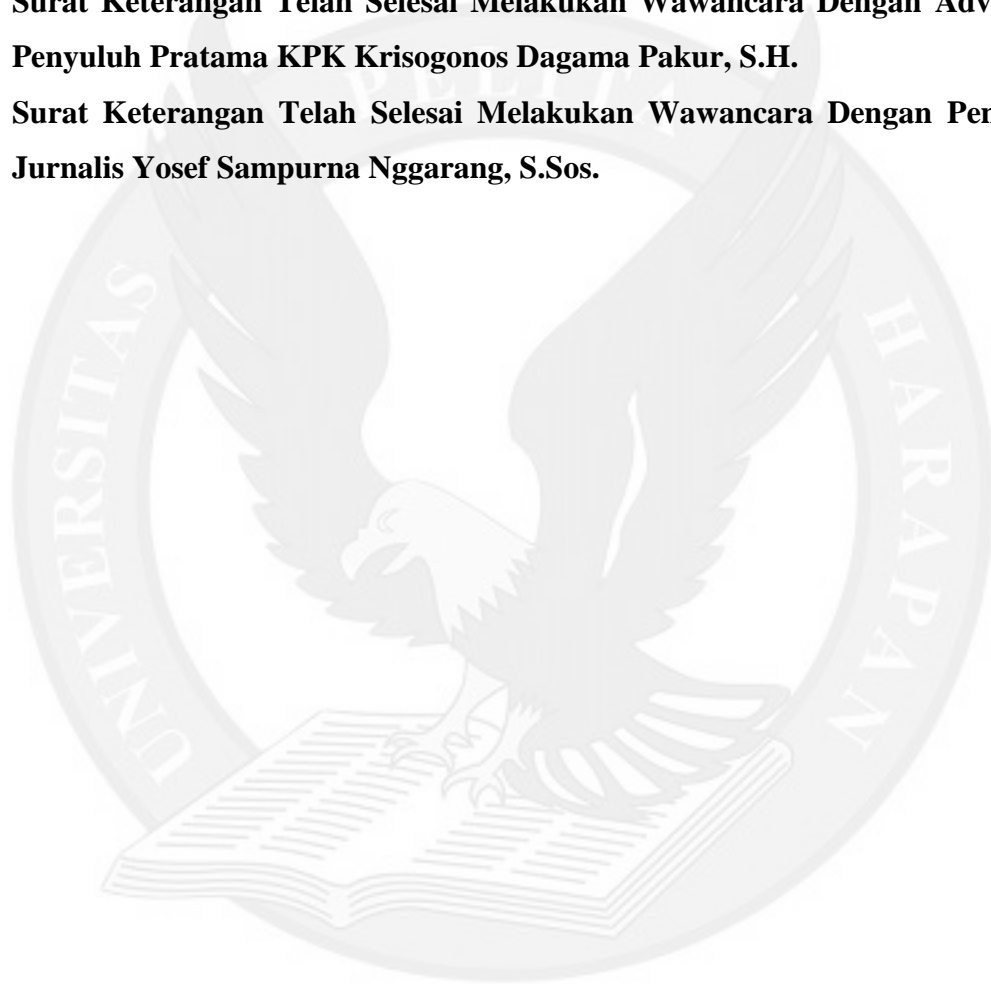 Surat Keterangan Telah Selesai Melakukan Wawancara Dengan
Penyuluh Pratama KPK Krisogonos Dagama Pakur, S.H.
Surat Keterangan Telah Selesai Melakukan Wawancara Dengan
Jurnalis Yosef Sampurna Nggarang, S.Sos.
UNIVERSITAS
PELITA
HARAPAN